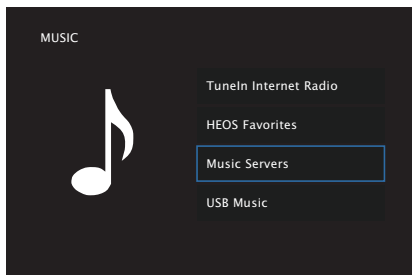 MUSIC
TuneIn Internet Radio
HEOS Favorites
Music Servers
USB Music